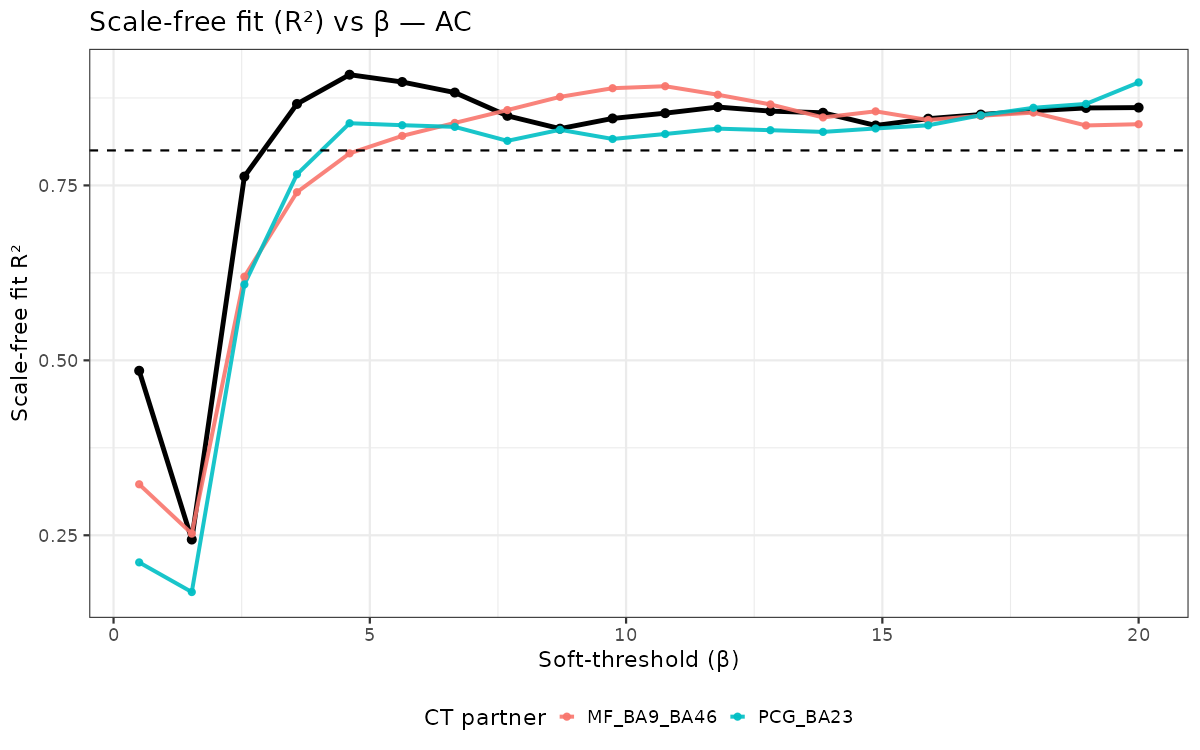 Scale-free fit (R²) vs β — AC
Scale-free fit R²
0.75
0.50
0.25
0
5
10
15
20
Soft-threshold (β)
CT partner
MF_BA9_BA46
PCG_BA23